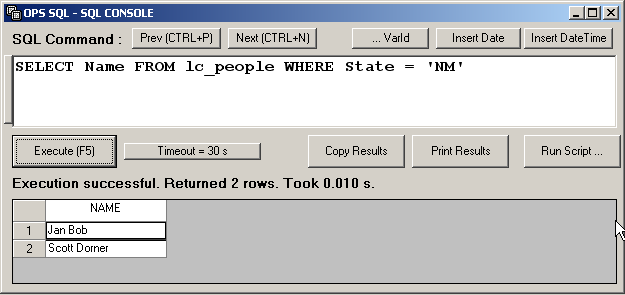 OPS SQL - SQL CONSOLE
SQL Command :
Prev (CTRL+P)
Next (CTRL+N)
... VarId
Insert Date
Insert DateTime
SELECT Name FROM lc_people WHERE State = 'NM'
Execute (F5)
Timeout = 30 s
Copy Results
Print Results
Run Script ...
Execution successful. Returned 2 rows. Took 0.010 s.
NAME
1 Jan Bob
2 Scott Dorner